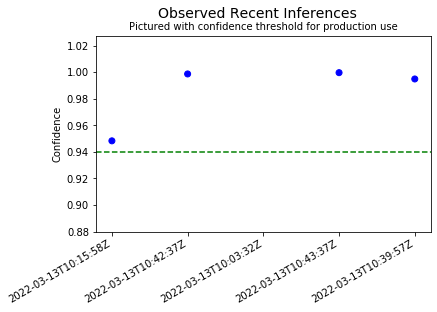 Observed Recent Inferences
Pictured with confidence threshold for production use
1.02
1.00
0.98
0.96
0.94
0.92
0.90
0.88
Confidence
2022-03-13T10:15:58Z
2022-03-13T10:42:37Z
2022-03-13T10:03:32Z
2022-03-13T10:43:37Z
2022-03-13T10:39:57Z